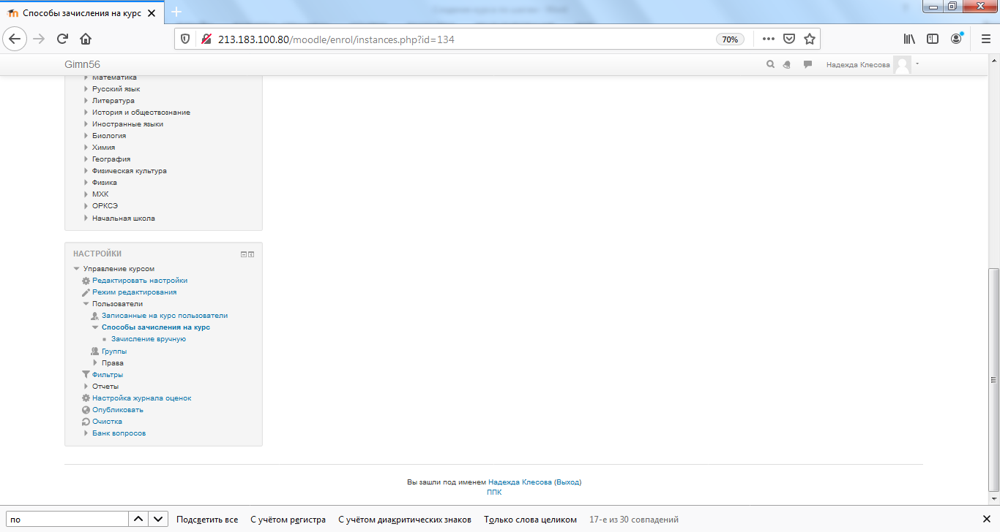 Способы зачисления на курс
213.183.100.80/moodle/enrol/instances.php?id=134
70%
Gimn56
Надежда Клесова
Математика
Русский язык
Литература
История и обществознание
Иностранные языки
Биология
Химия
География
Физическая культура
Физика
МХК
ОРКСЭ
Начальная школа
НАСТРОЙКИ
Управление курсом
Редактировать настройки
Режим редактирования
Пользователи
Записанные на курс пользователи
Способы зачисления на курс
Зачисление вручную
Группы
Права
Фильтры
Отчеты
Настройка журнала оценок
Опубликовать
Очистка
Банк вопросов
Вы зашли под именем Надежда Клесова (Выход)
ППК
по
Подсветить все
С учётом регистра
С учётом диакритических знаков
Только слова целиком
17-е из 30 совпадений